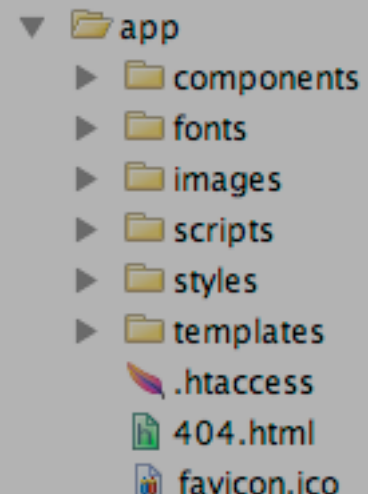 app
components
fonts
images
scripts
styles
templates
.htaccess
404.html
favicon.ico